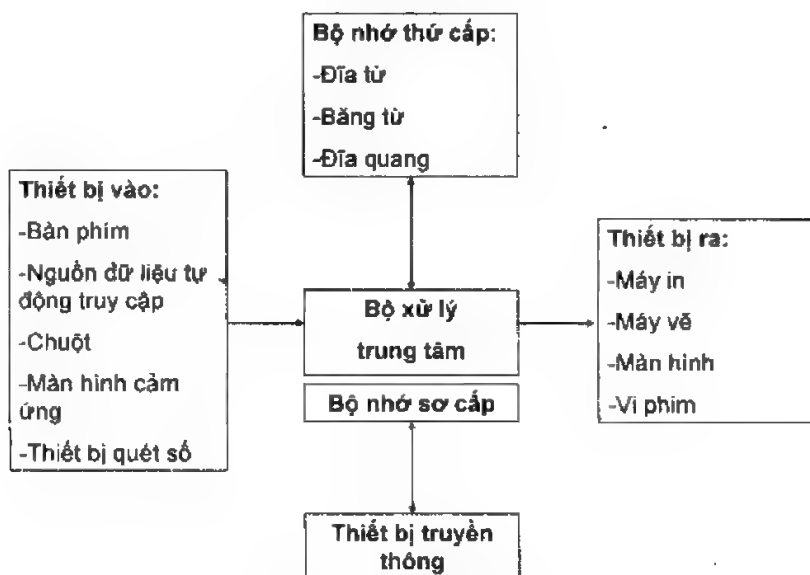 Bộ nhớ thứ cấp:
-Đĩa từ
-Băng từ
-Đĩa quang
Thiết bị vào:
-Bàn phím
-Nguồn dữ liệu tự
động truy cập
-Chuột
-Màn hình cảm
ứng
-Thiết bị quét số
Bộ xử lý
trung tâm
Bộ nhớ sơ cấp
Thiết bị ra:
-Máy in
-Máy vẽ
-Màn hình
-Vi phim
Thiết bị truyền
thông